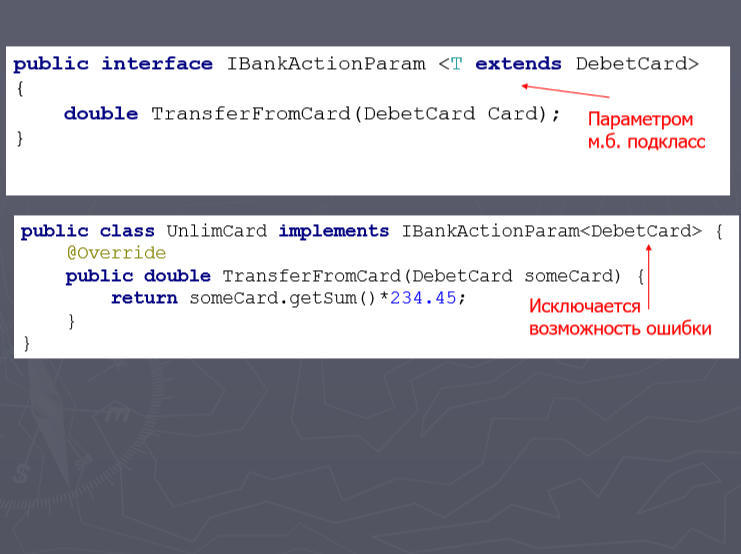 public interface IBankActionParam <T extends DebetCard>
{
double TransferFromCard(DebetCard Card);
}
Параметром
м.б. подкласс
public class UnlimCard implements IBankActionParam<DebetCard> {
@Override
public double TransferFromCard(DebetCard someCard) {
return someCard.getSum()*234.45;
}
}
Исключается
возможность ошибки